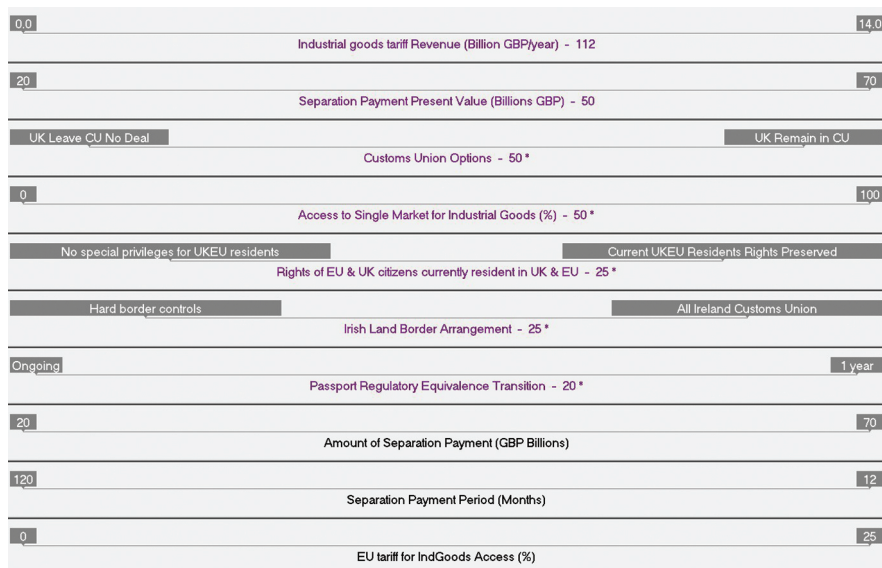 0.0 14.0
Industrial goods tariff Revenue (Billion GBP/year) - 112
20 70
Separation Payment Present Value (Billions GBP) - 50
UK Leave CU No Deal UK Remain in CU
Customs Union Options - 50 *
0 100
Access to Single Market for Industrial Goods (%) - 50 *
No special privileges for UKEU residents Current UKEU Residents Rights Preserved
Rights of EU & UK citizens currently resident in UK & EU - 25 *
Hard border controls All Ireland Customs Union
Irish Land Border Arrangement - 25 *
Ongoing 1 year
Passport Regulatory Equivalence Transition - 20 *
20 70
Amount of Separation Payment (GBP Billions)
120 12
Separation Payment Period (Months)
0 25
EU tariff for IndGoods Access (%)